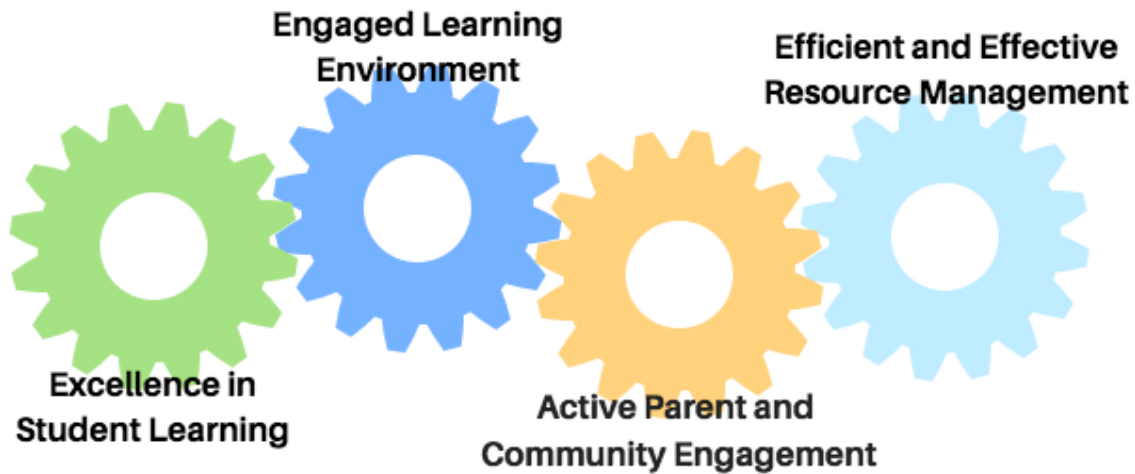 Engaged Learning
Environment
Efficient and Effective
Resource Management
Excellence in
Student Learning
Active Parent and
Community Engagement